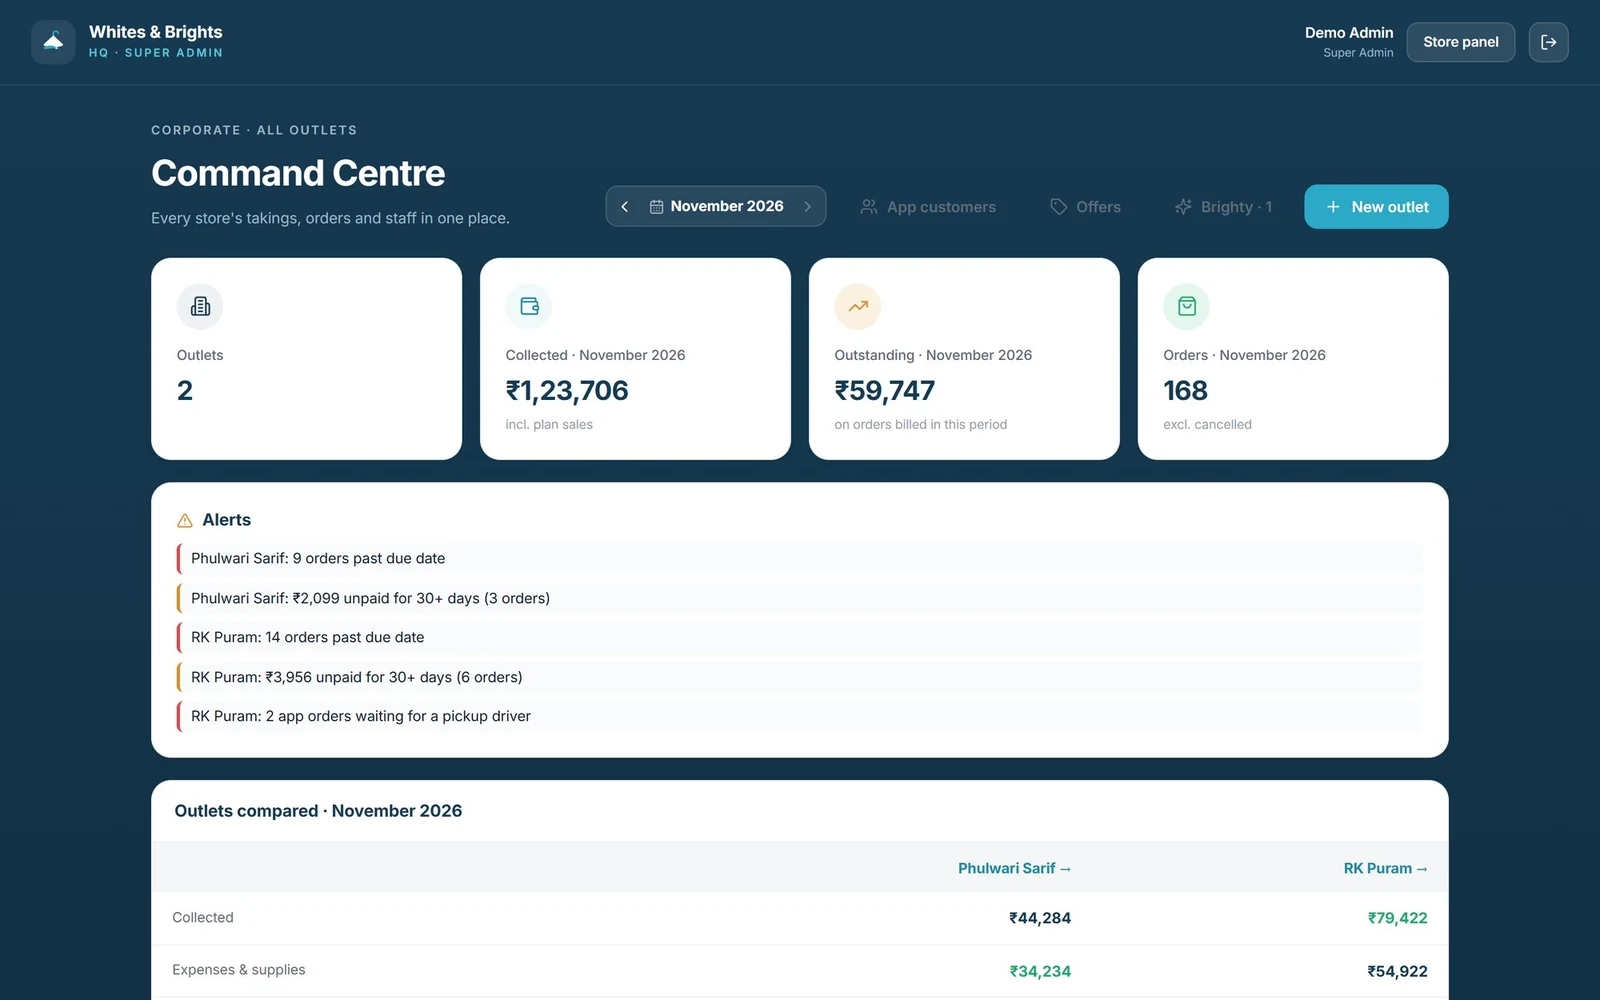 Whites & Brights
HQ · SUPER ADMIN
Demo Admin
Super Admin
Store panel
CORPORATE · ALL OUTLETS
Command Centre
Every store's takings, orders and staff in one place.
November 2026
App customers
Offers
Brighty · 1
New outlet
Outlets
2
Collected · November 2026
₹1,23,706
incl. plan sales
Outstanding · November 2026
₹59,747
on orders billed in this period
Orders · November 2026
168
excl. cancelled
Alerts
Phulwari Sarif: 9 orders past due date
Phulwari Sarif: ₹2,099 unpaid for 30+ days (3 orders)
RK Puram: 14 orders past due date
RK Puram: ₹3,956 unpaid for 30+ days (6 orders)
RK Puram: 2 app orders waiting for a pickup driver
Outlets compared · November 2026
Phulwari Sarif → RK Puram →
Collected ₹44,284 ₹79,422
Expenses & supplies ₹34,234 ₹54,922